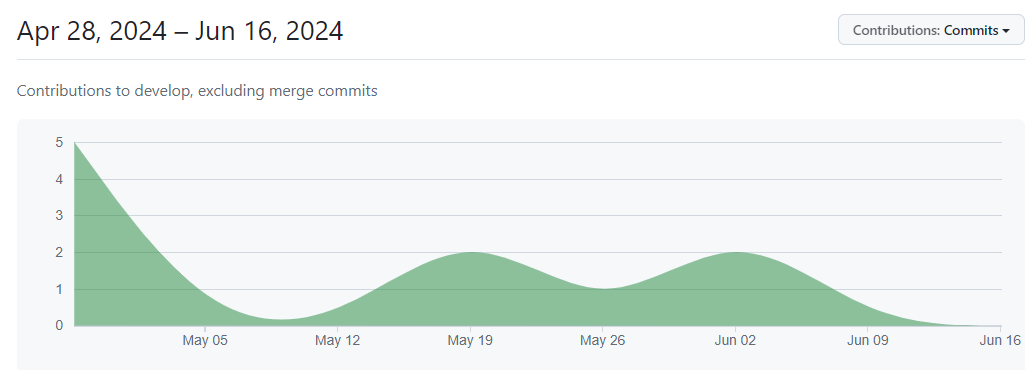 Apr 28, 2024 – Jun 16, 2024
Contributions: Commits
Contributions to develop, excluding merge commits
5
4
3
2
1
0
May 05 May 12 May 19 May 26 Jun 02 Jun 09 Jun 16